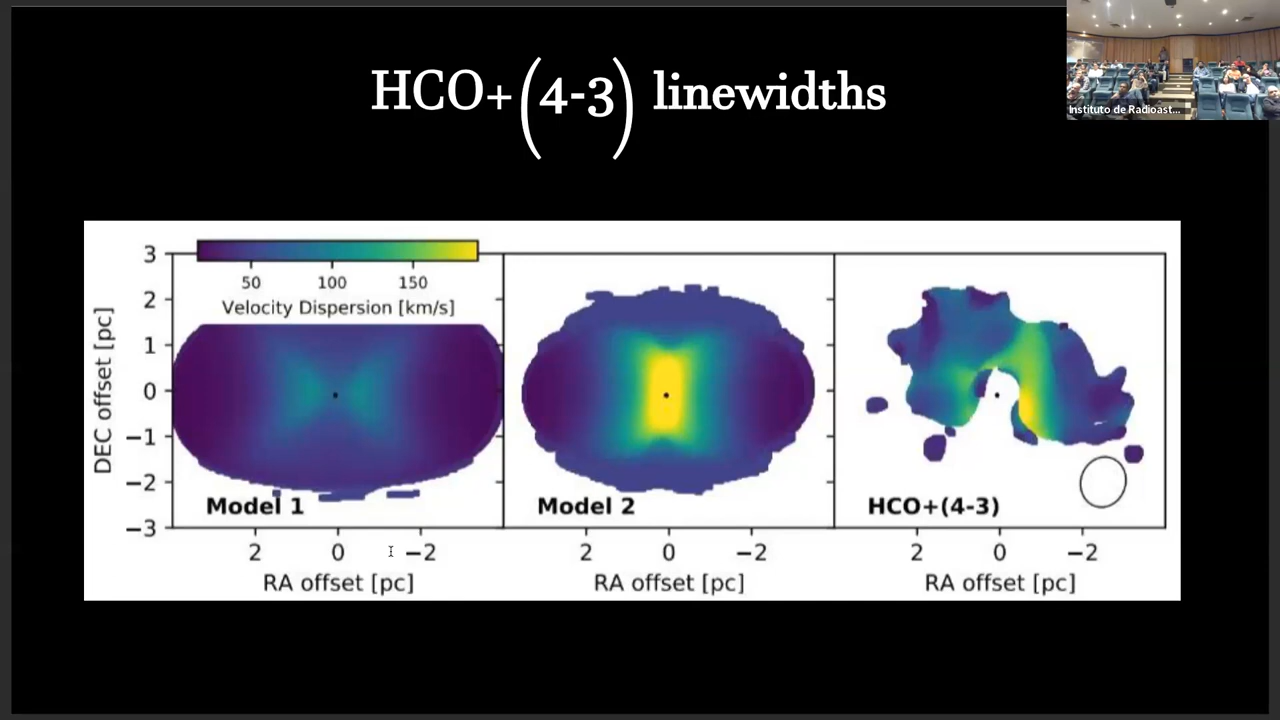 HCO+(4-3) linewidths
Instituto de Radioast...
50 100 150
Velocity Dispersion [km/s]
3
2
1
0
−1
−2
−3
DEC offset [pc]
Model 1
Model 2
HCO+(4-3)
2 0 −2
2 0 −2
2 0 −2
RA offset [pc]
RA offset [pc]
RA offset [pc]